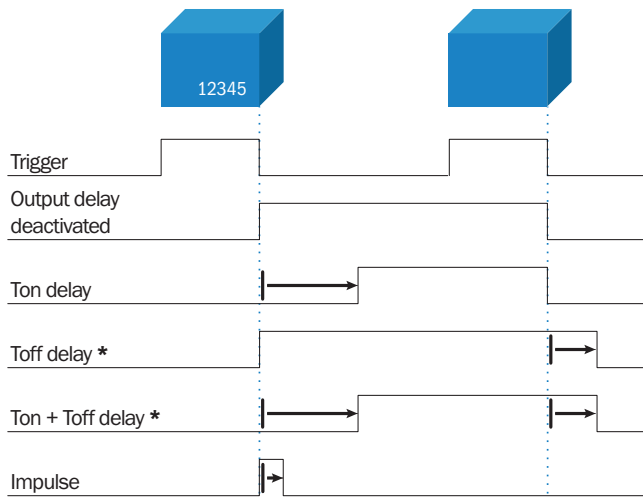 12345
Trigger
Output delay
deactivated
Ton delay
Toff delay *
Ton + Toff delay *
Impulse